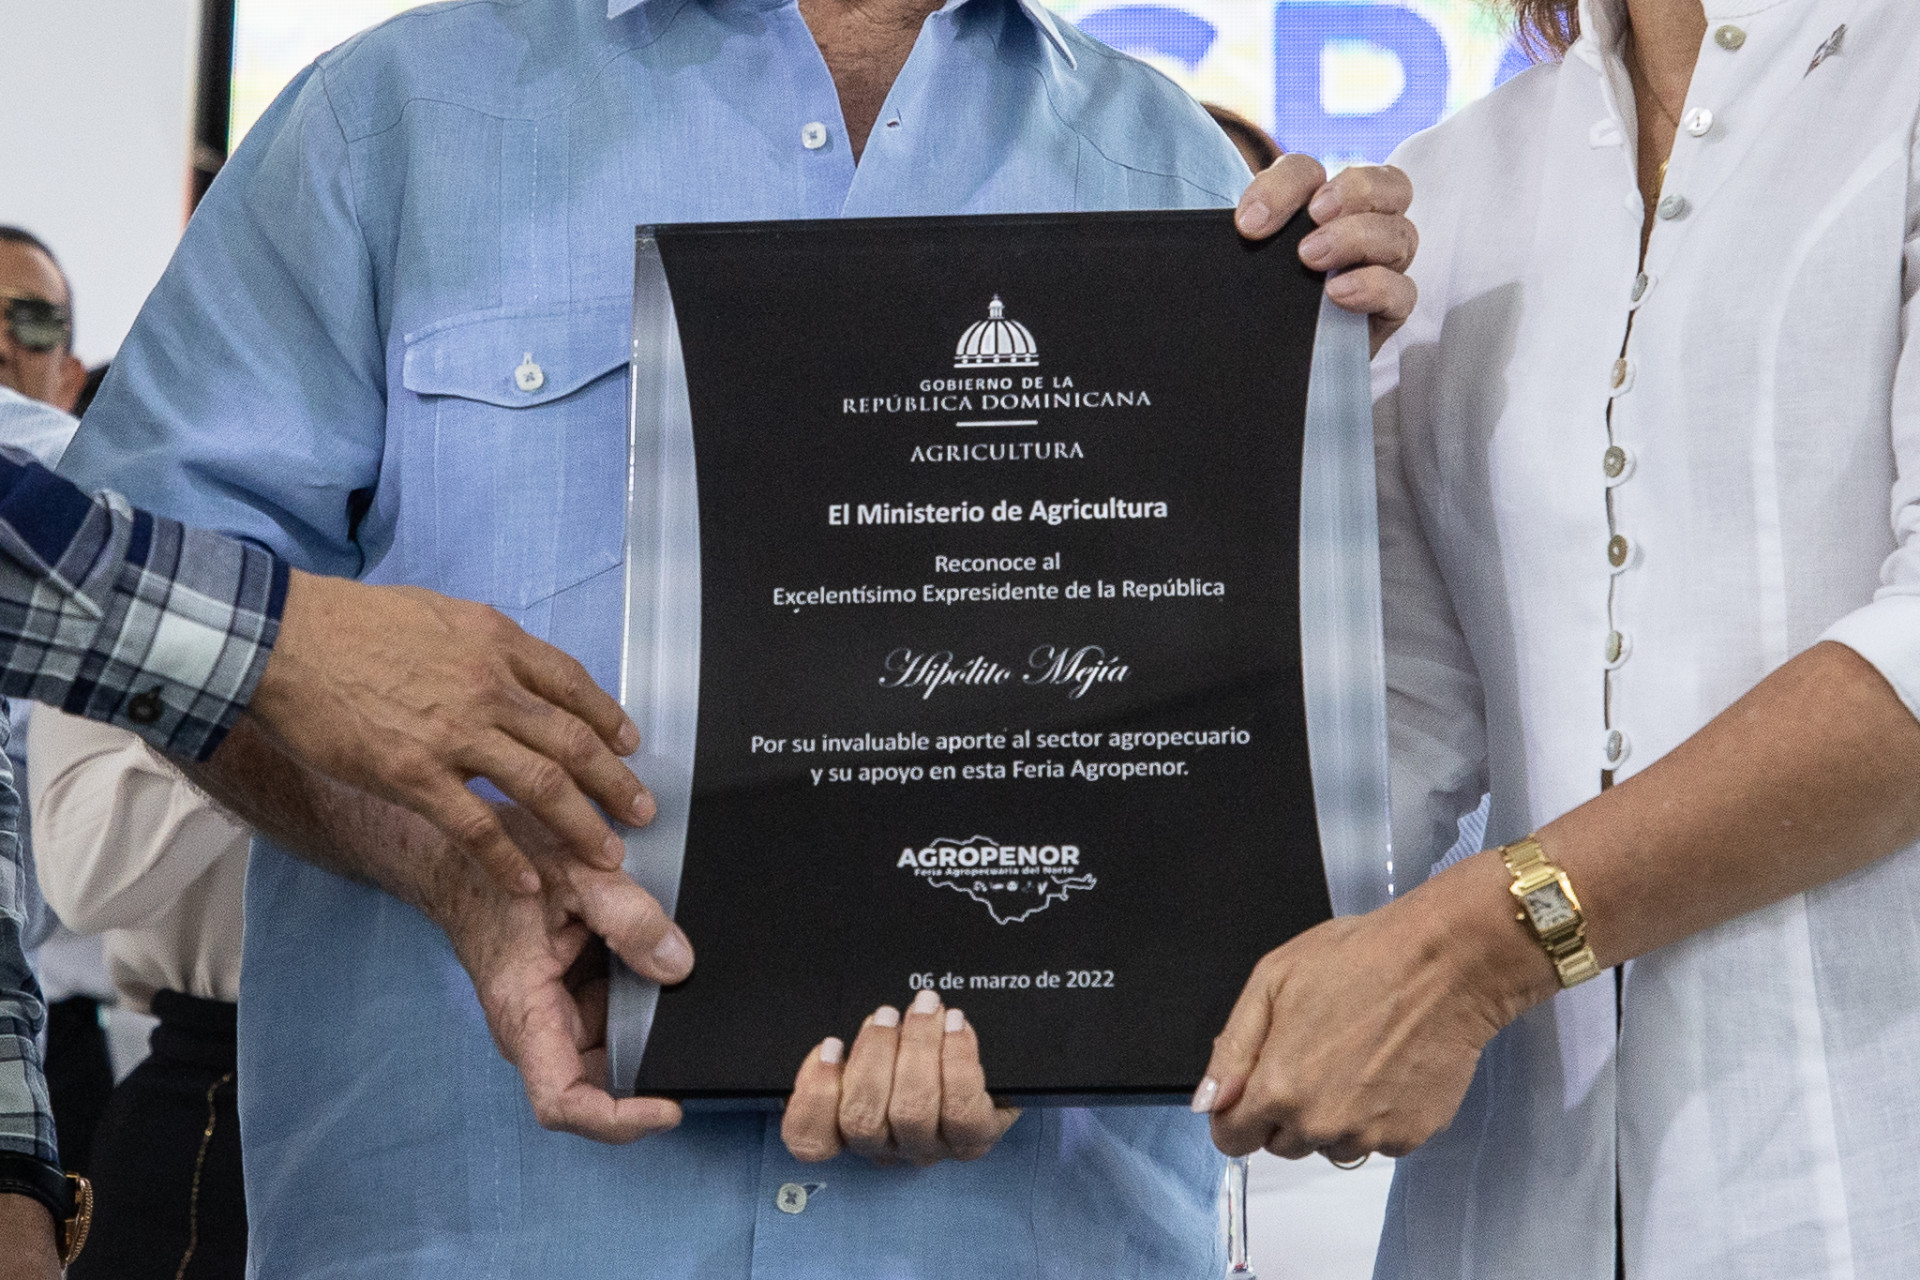 GOBIERNO DE LA
REPÚBLICA DOMINICANA
AGRICULTURA
El Ministerio de Agricultura
Reconoce al
Excelentísimo Expresidente de la República
Hipólito Mejía
Por su invaluable aporte al sector agropecuario
y su apoyo en esta Feria Agropenor.
AGROPENOR
Feria Agropecuaria del Norte
06 de marzo de 2022